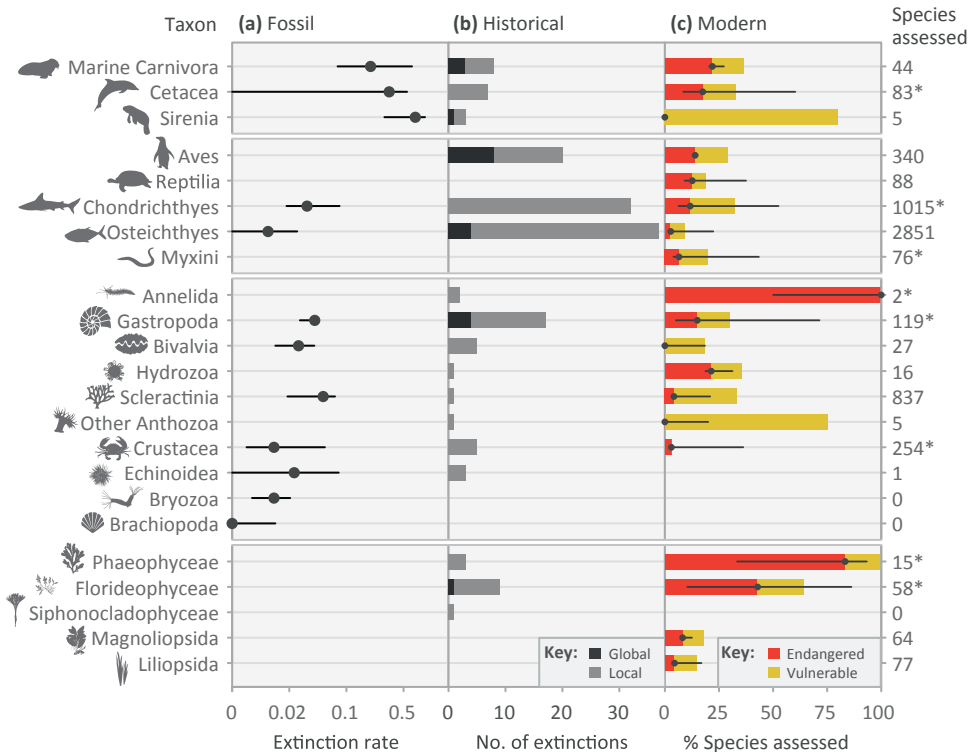 Taxon (a) Fossil (b) Historical (c) Modern Species
assessed
Marine Carnivora 44
Cetacea 83*
Sirenia 5
Aves 340
Reptilia 88
Chondrichthyes 1015*
Osteichthyes 2851
Myxini 76*
Annelida 2*
Gastropoda 119*
Bivalvia 27
Hydrozoa 16
Scleractinia 837
Other Anthozoa 5
Crustacea 254*
Echinoidea 1
Bryozoa 0
Brachiopoda 0
Phaeophyceae 15*
Florideophyceae 58*
Siphonocladophyceae 0
Magnoliopsida 64
Liliopsida 77
Key: Global
Local
Key: Endangered
Vulnerable
0 0.02 0.1 0.5 0 10 20 30 0 25 50 75 100
Extinction rate No. of extinctions % Species assessed